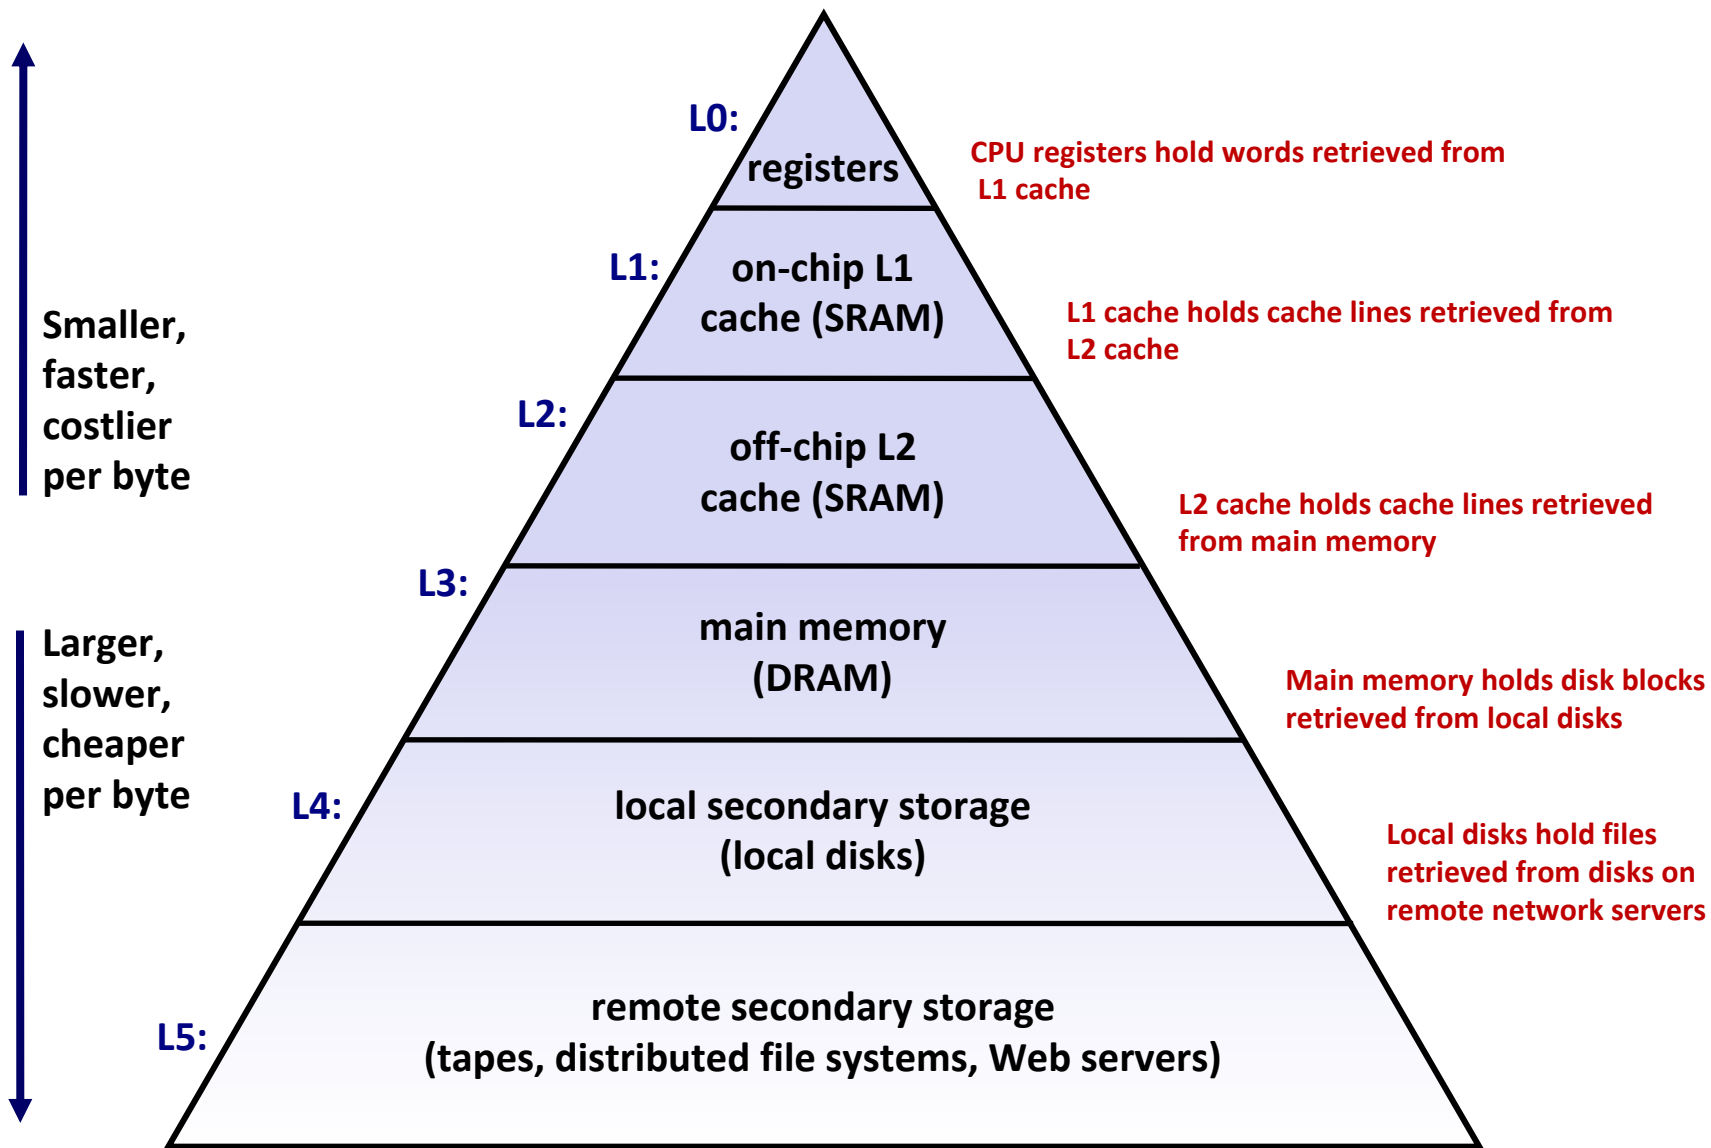 L0:
registers
CPU registers hold words retrieved from
L1 cache
L1:
on-chip L1
cache (SRAM)
L1 cache holds cache lines retrieved from
L2 cache
Smaller,
faster,
costlier
per byte
L2:
off-chip L2
cache (SRAM)
L2 cache holds cache lines retrieved
from main memory
L3:
main memory
(DRAM)
Larger,
slower,
cheaper
per byte
Main memory holds disk blocks
retrieved from local disks
L4:
local secondary storage
(local disks)
Local disks hold files
retrieved from disks on
remote network servers
L5:
remote secondary storage
(tapes, distributed file systems, Web servers)